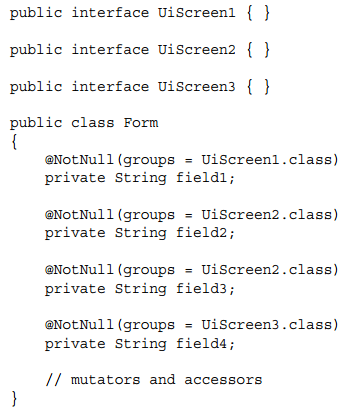 public interface UiScreen1 { }
public interface UiScreen2 { }
public interface UiScreen3 { }
public class Form
{
    @NotNull(groups = UiScreen1.class)
    private String field1;
    @NotNull(groups = UiScreen2.class)
    private String field2;
    @NotNull(groups = UiScreen2.class)
    private String field3;
    @NotNull(groups = UiScreen3.class)
    private String field4;
    // mutators and accessors
}